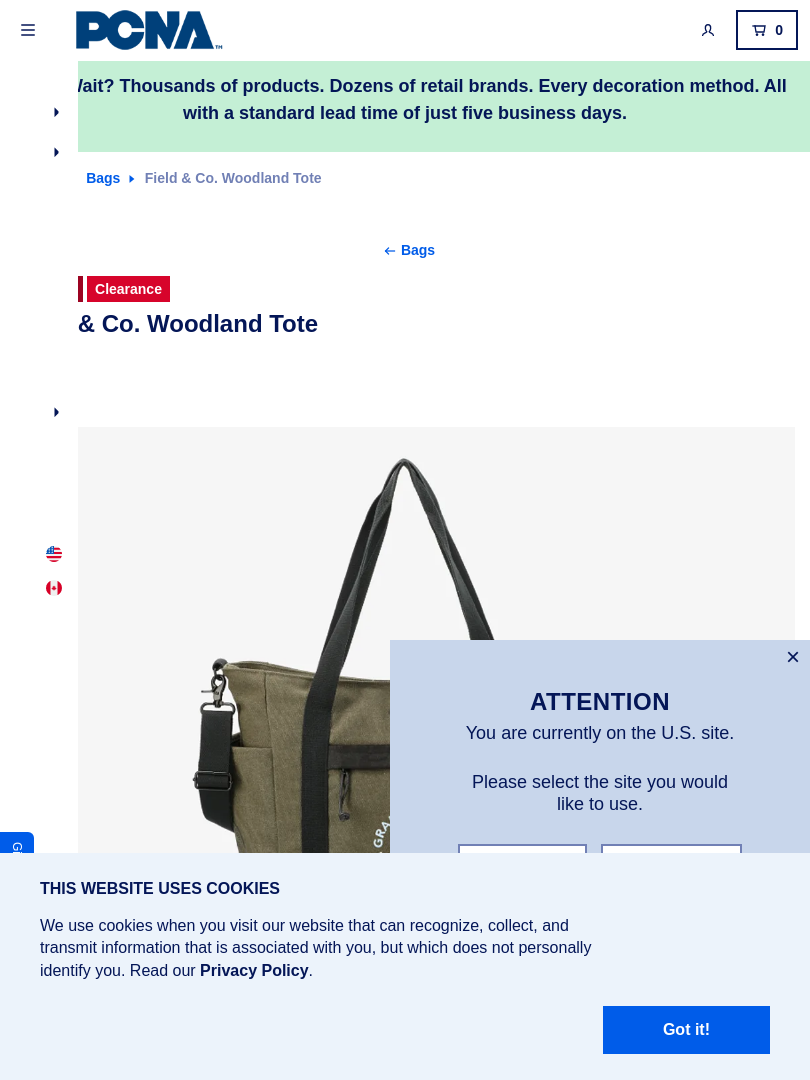 PCNA™
0
Wait? Thousands of products. Dozens of retail brands. Every decoration method. All
with a standard lead time of just five business days.
Bags
Field & Co. Woodland Tote
Bags
Clearance
& Co. Woodland Tote
ATTENTION
You are currently on the U.S. site.
Please select the site you would
like to use.
THIS WEBSITE USES COOKIES
We use cookies when you visit our website that can recognize, collect, and
transmit information that is associated with you, but which does not personally
identify you. Read our Privacy Policy.
Got it!